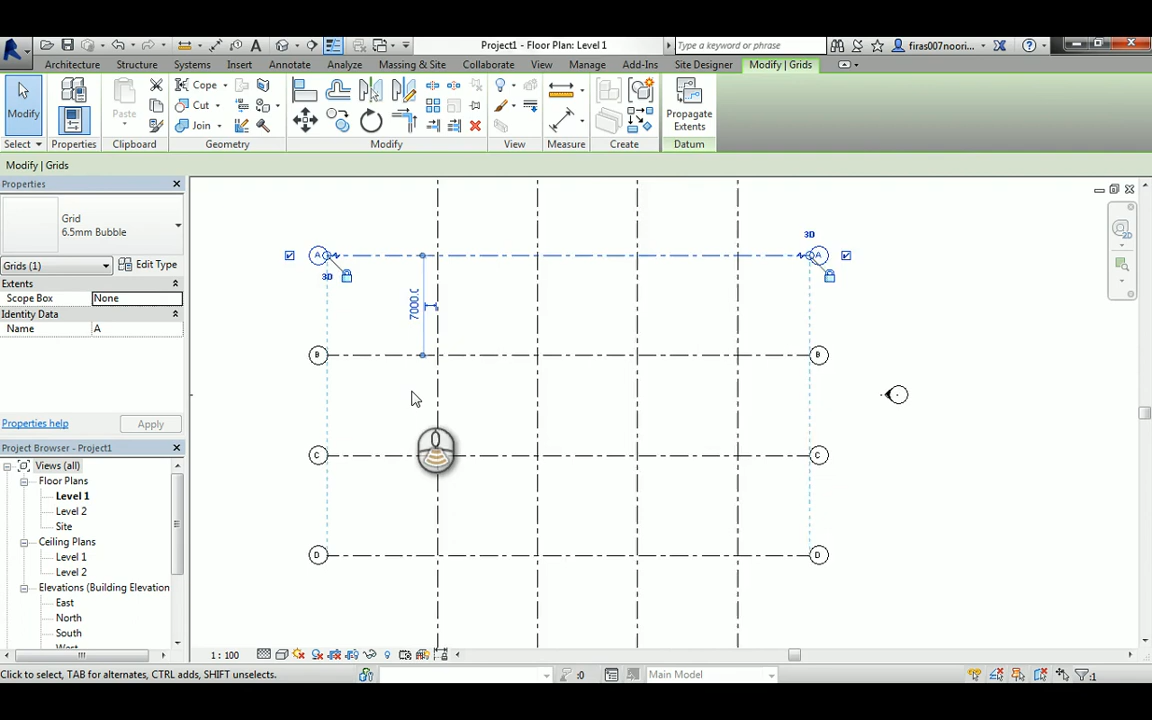 Project1 - Floor Plan: Level 1
Type a keyword or phrase
firas007noori...
Architecture Structure Systems Insert Annotate Analyze Massing & Site Collaborate View Manage Add-Ins Site Designer Modify | Grids
Modify
Paste
Cope
Cut
Join
Propagate
Extents
Select Properties Clipboard Geometry Modify View Measure Create Datum
Modify | Grids
Properties
Grid
6.5mm Bubble
Grids (1)
Edit Type
Extents
Scope Box None
Identity Data
Name A
Properties help
Apply
Project Browser - Project1
Views (all)
Floor Plans
Level 1
Level 2
Site
Ceiling Plans
Level 1
Level 2
Elevations (Building Elevation
East
North
South
West
3D
A A
3D
7000.0
B B
C C
D D
1 : 100
Click to select, TAB for alternates, CTRL adds, SHIFT unselects.
:0
Main Model
:1
2D